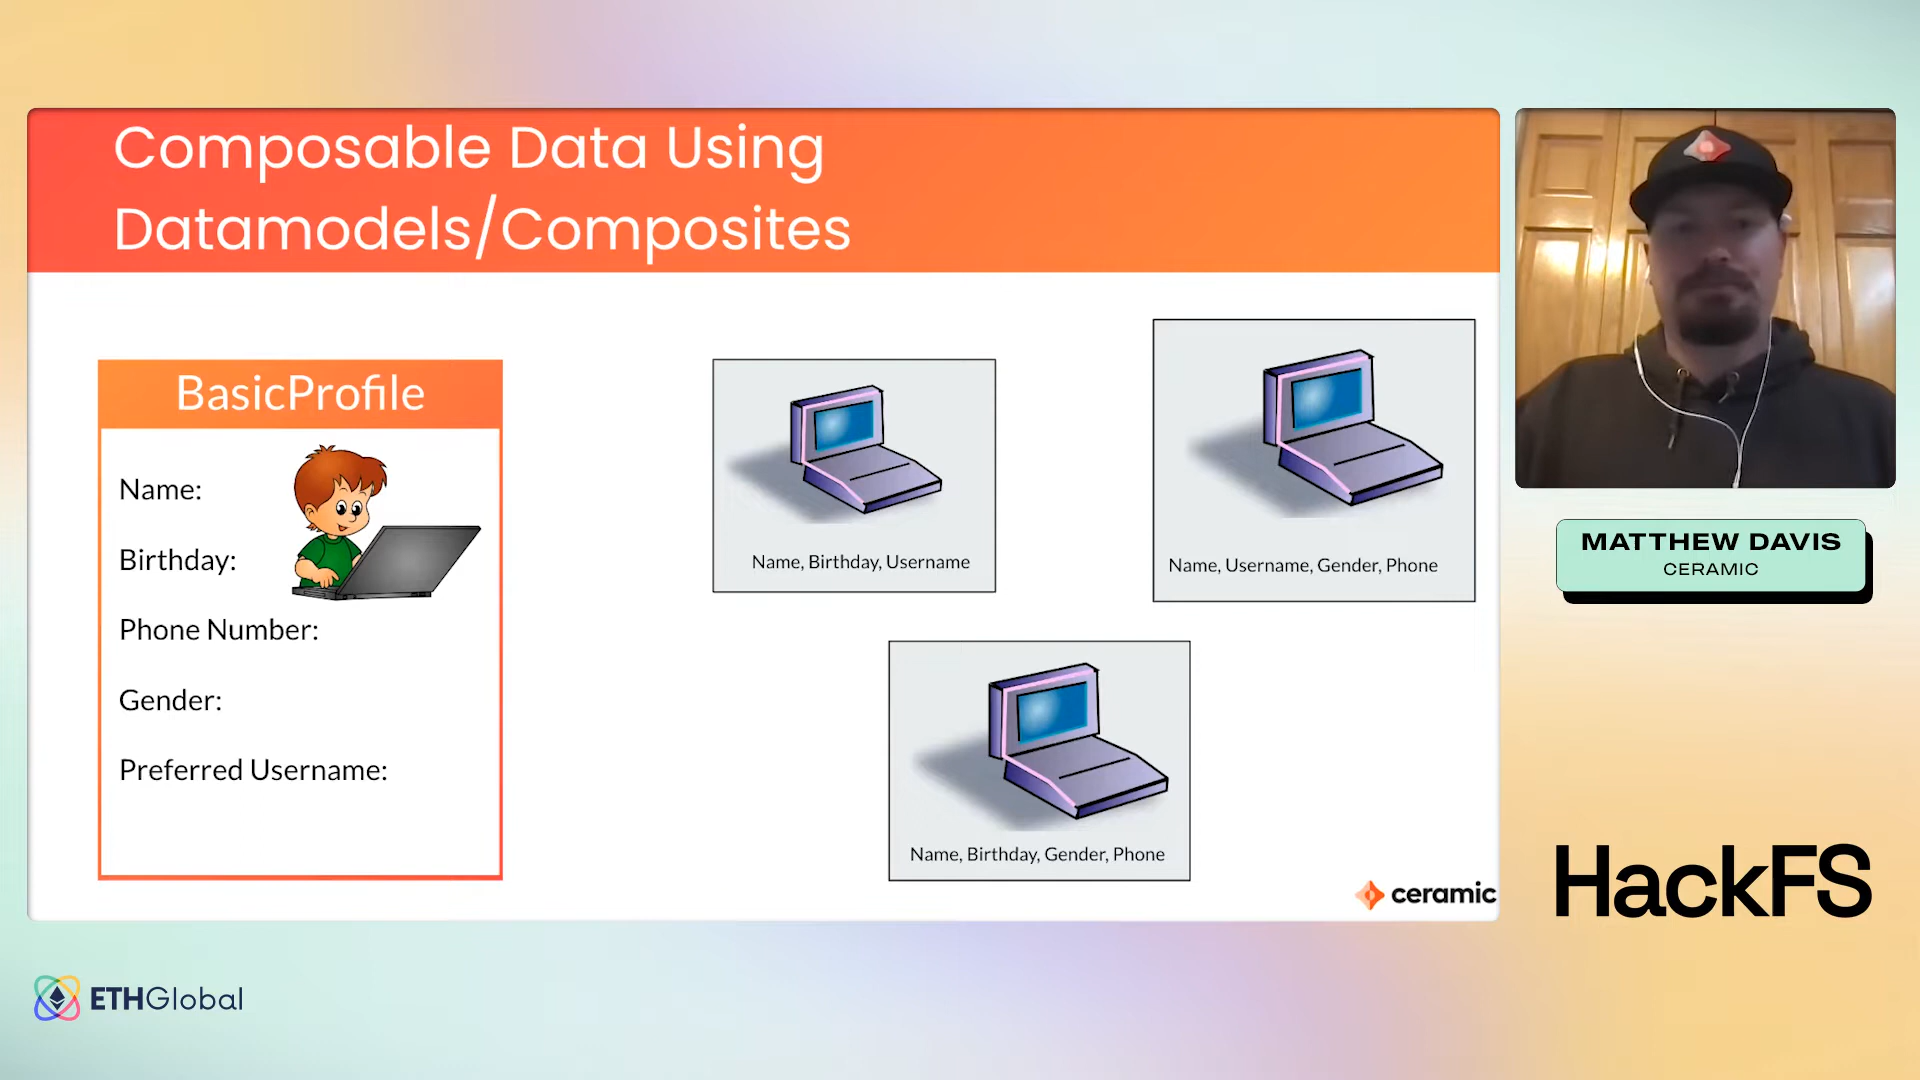 Composable Data Using
Datamodels/Composites
BasicProfile
Name:
Birthday:
Phone Number:
Gender:
Preferred Username:
Name, Birthday, Username
Name, Username, Gender, Phone
Name, Birthday, Gender, Phone
ceramic
MATTHEW DAVIS
CERAMIC
HackFS
ETHGlobal